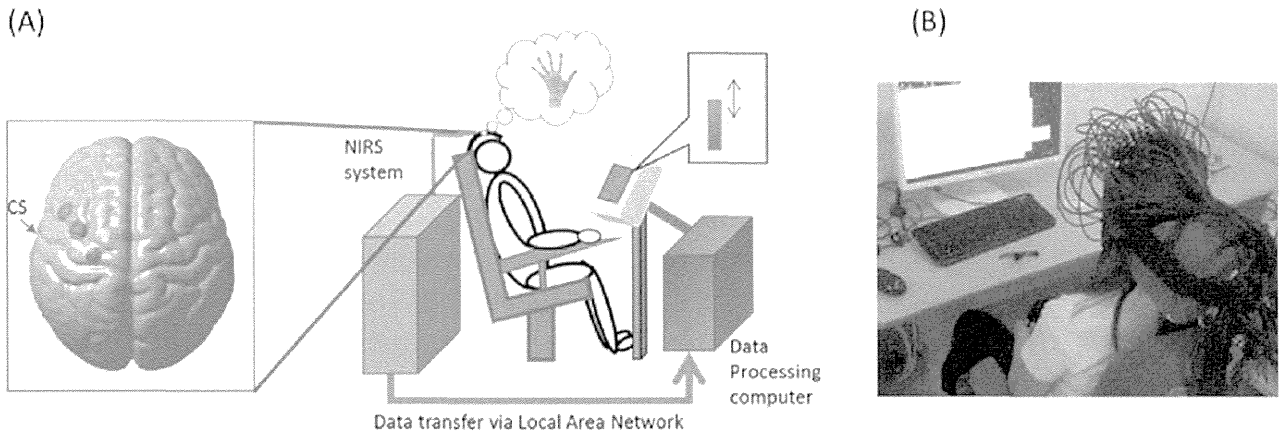 (A)
(B)
NIRS
system
CS
Data
Processing
computer
Data transfer via Local Area Network